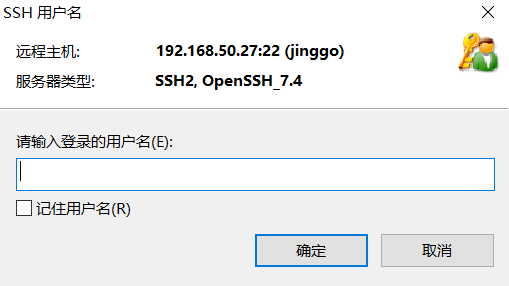 SSH 用户名
远程主机: 192.168.50.27:22 (jinggo)
服务器类型: SSH2, OpenSSH_7.4
请输入登录的用户名(E):
记住用户名(R)
确定 取消